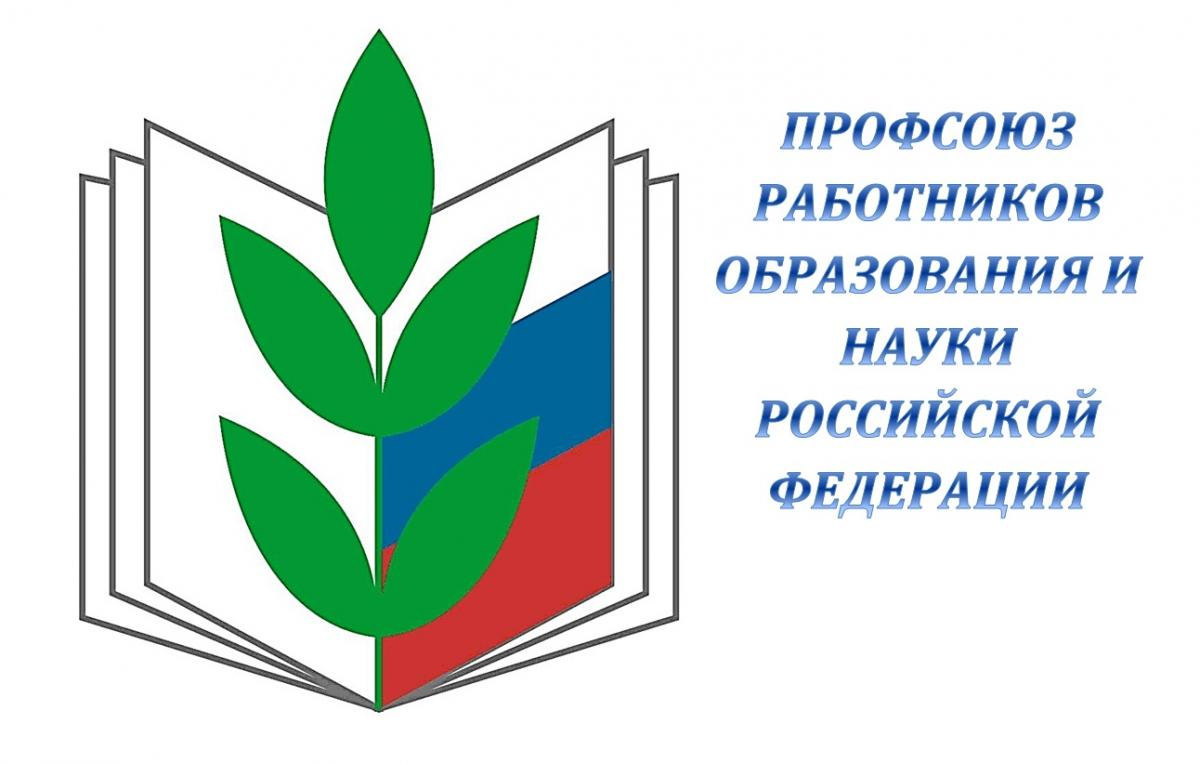 ПРОФСОЮЗ
РАБОТНИКОВ
ОБРАЗОВАНИЯ И
НАУКИ
РОССИЙСКОЙ
ФЕДЕРАЦИИ